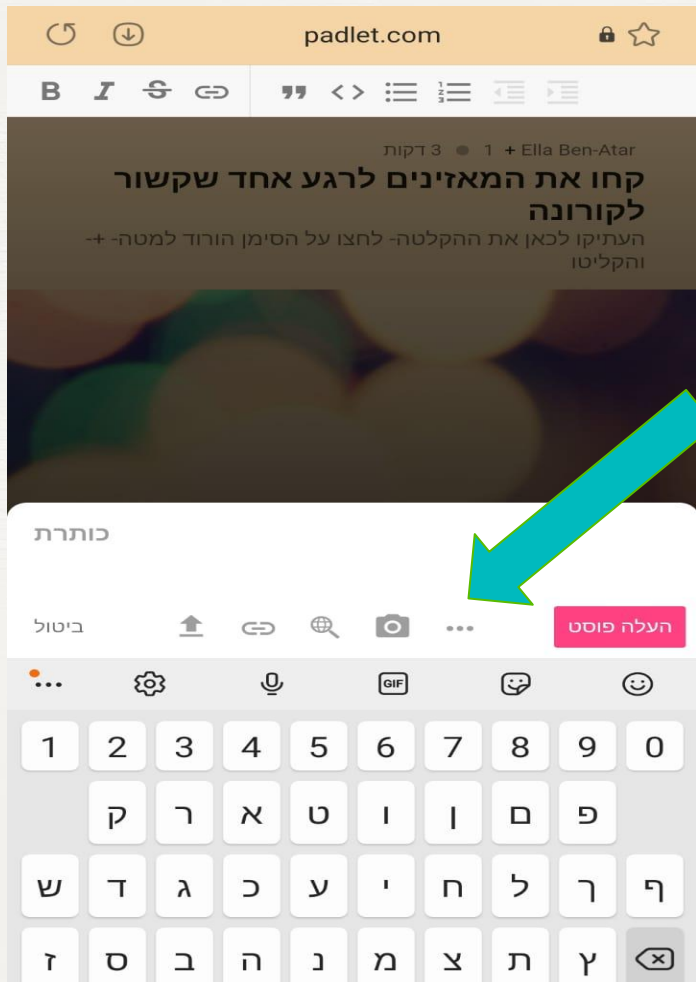 padlet.com
B I S
Ella Ben-Atar + 1 ● 3 דקות
קחו את המאזינים לרגע אחד שקשור
לקורונה
העתיקו לכאן את ההקלטה- לחצו על הסימן הורוד למטה- +-
והקליטו
כותרת
העלה פוסט
ביטול
GIF
1 2 3 4 5 6 7 8 9 0
ק ר א ט ו ן ם פ
ש ד ג כ ע י ח ל ך ף
ז ס ב ה נ מ צ ת ץ